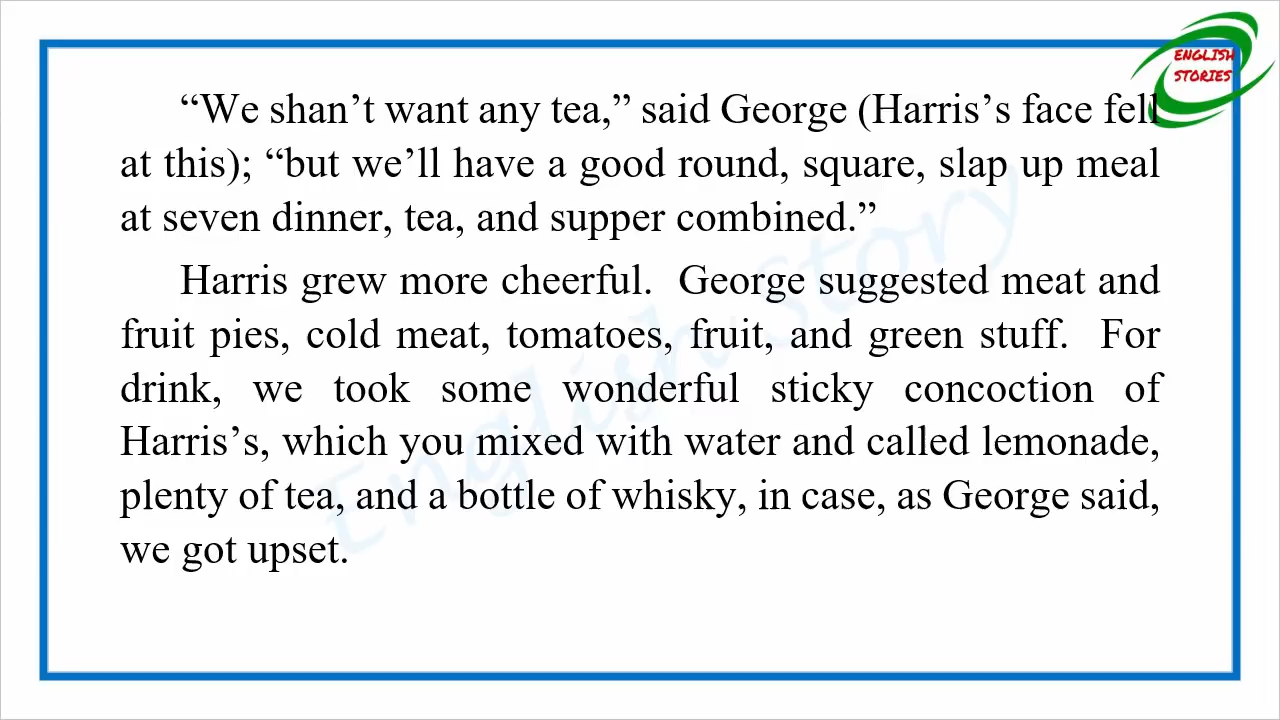 ENGLISH
STORIES
“We shan’t want any tea,” said George (Harris’s face fell
at this); “but we’ll have a good round, square, slap up meal
at seven dinner, tea, and supper combined.”
Harris grew more cheerful.  George suggested meat and
fruit pies, cold meat, tomatoes, fruit, and green stuff.  For
drink, we took some wonderful sticky concoction of
Harris’s, which you mixed with water and called lemonade,
plenty of tea, and a bottle of whisky, in case, as George said,
we got upset.
English Story